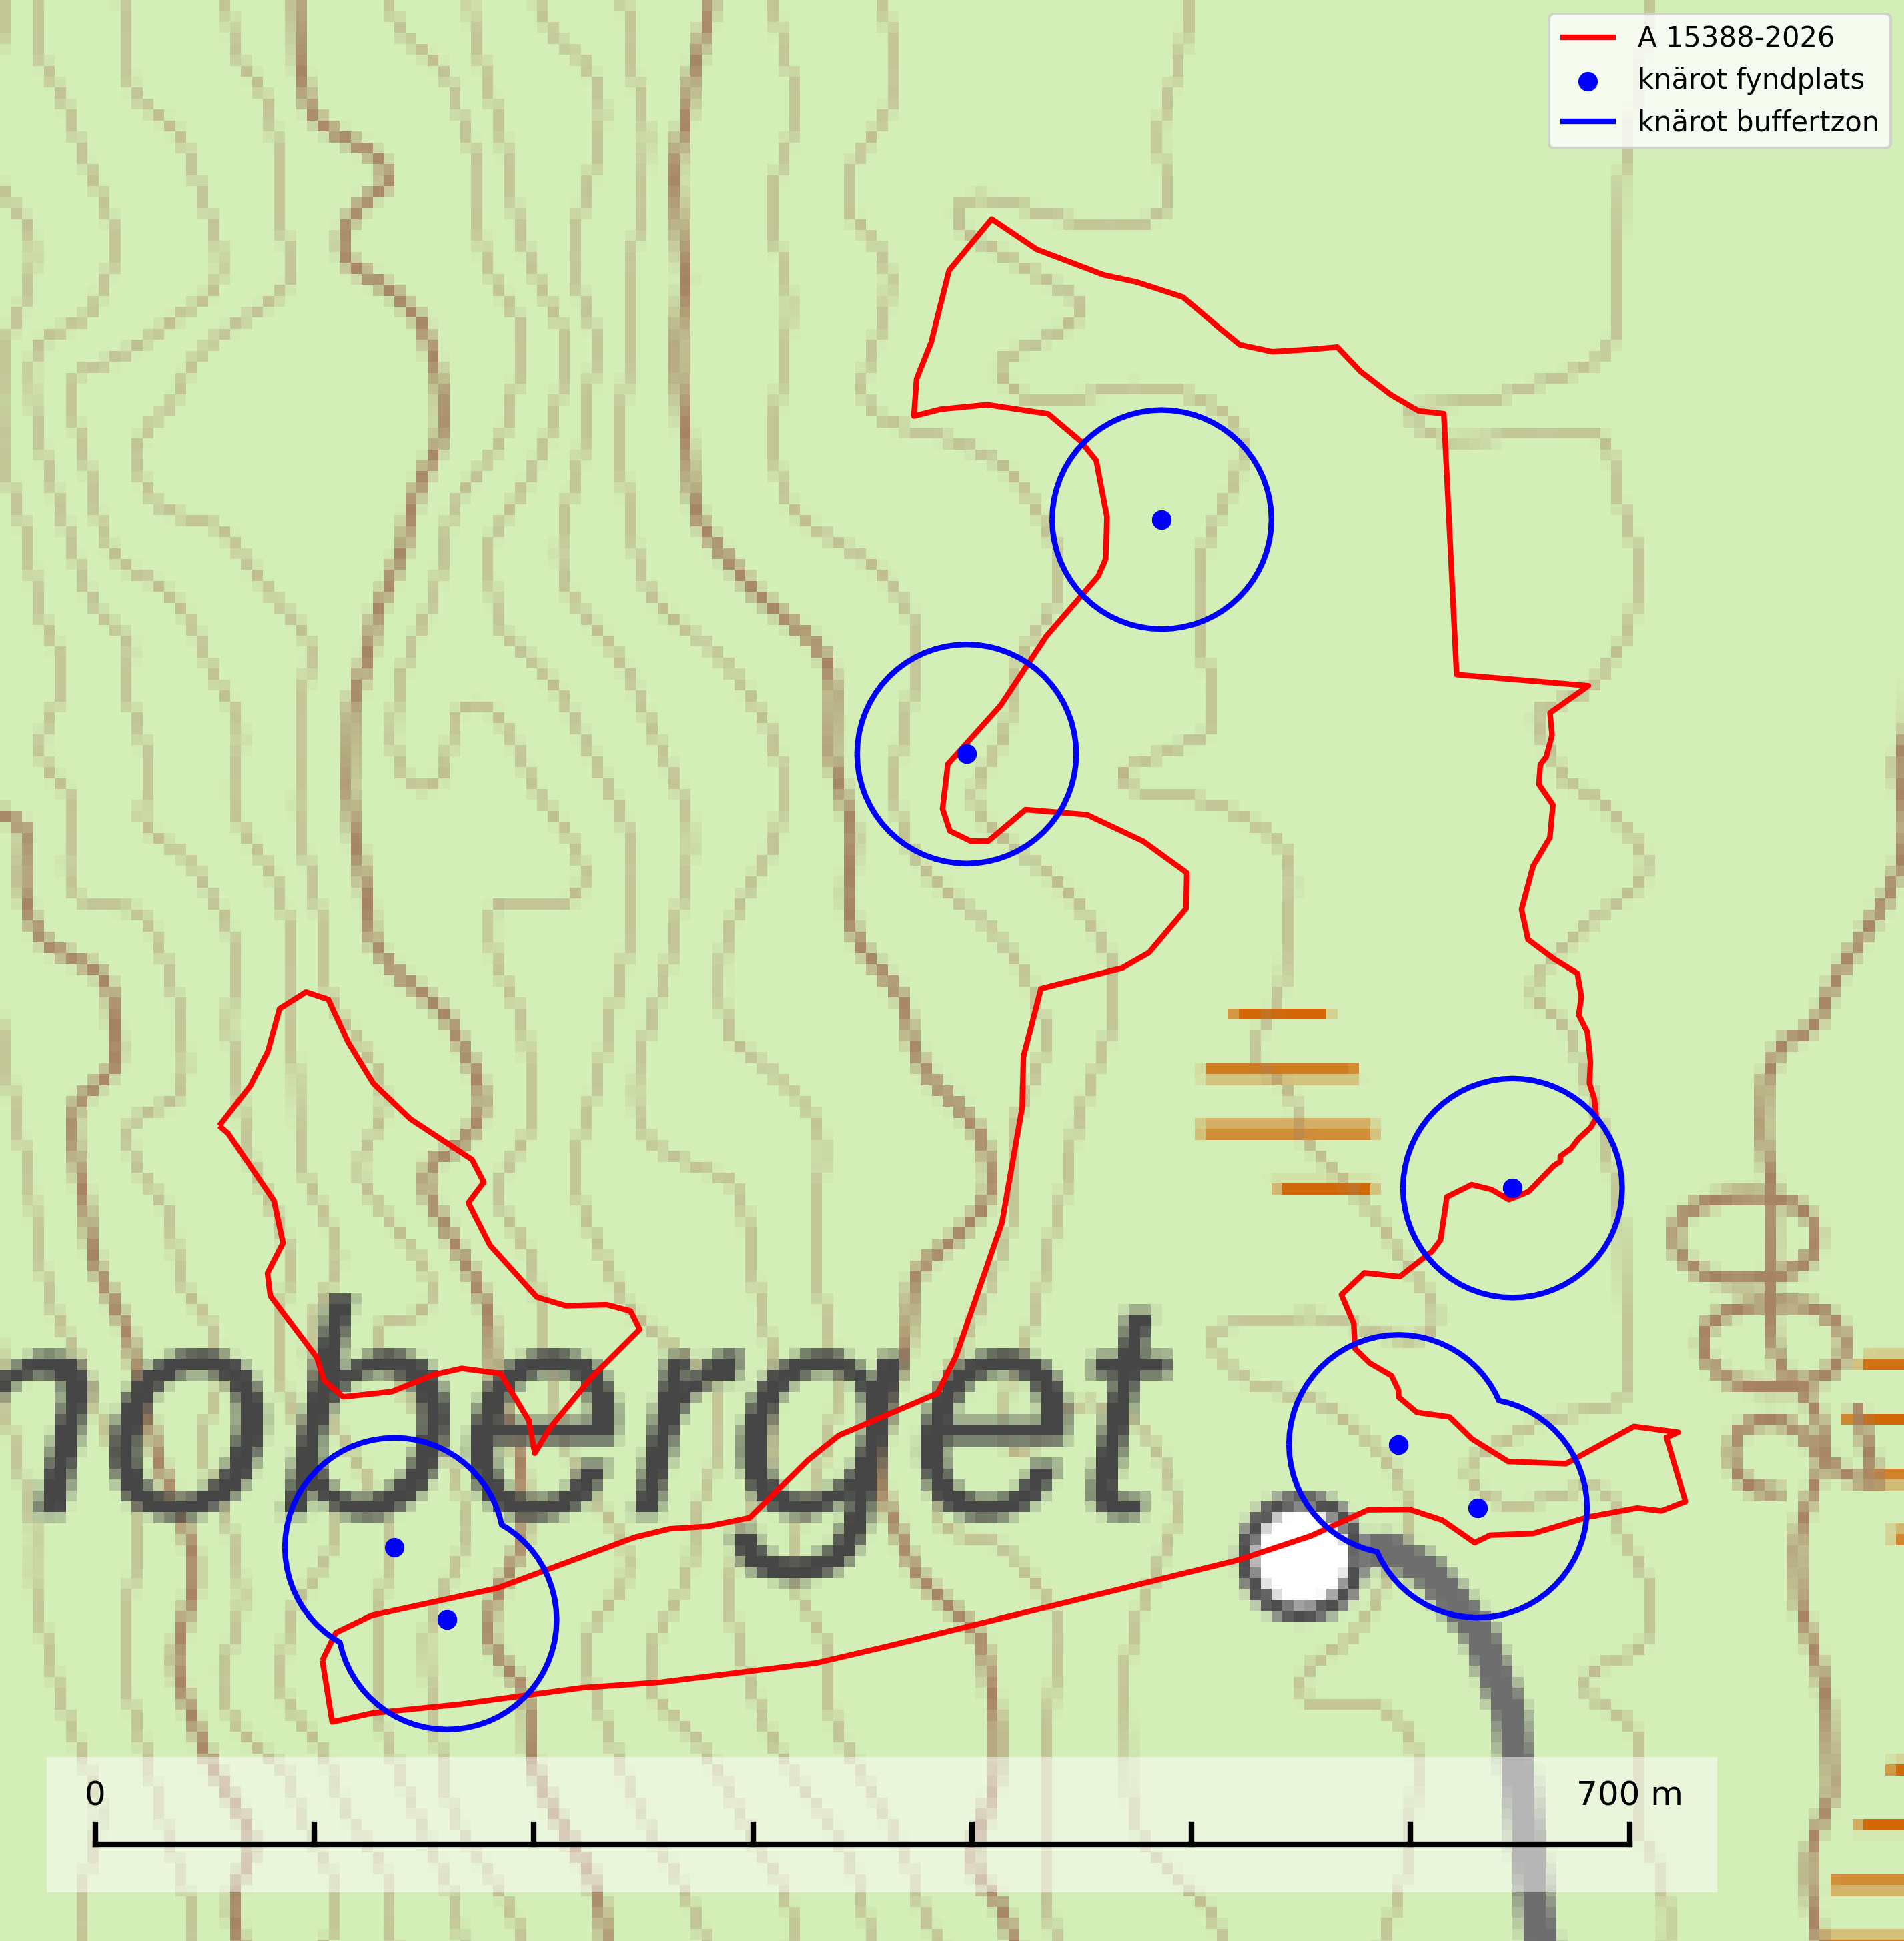 A 15388-2026
knärot fyndplats
knärot buffertzon
noberget
0
700 m